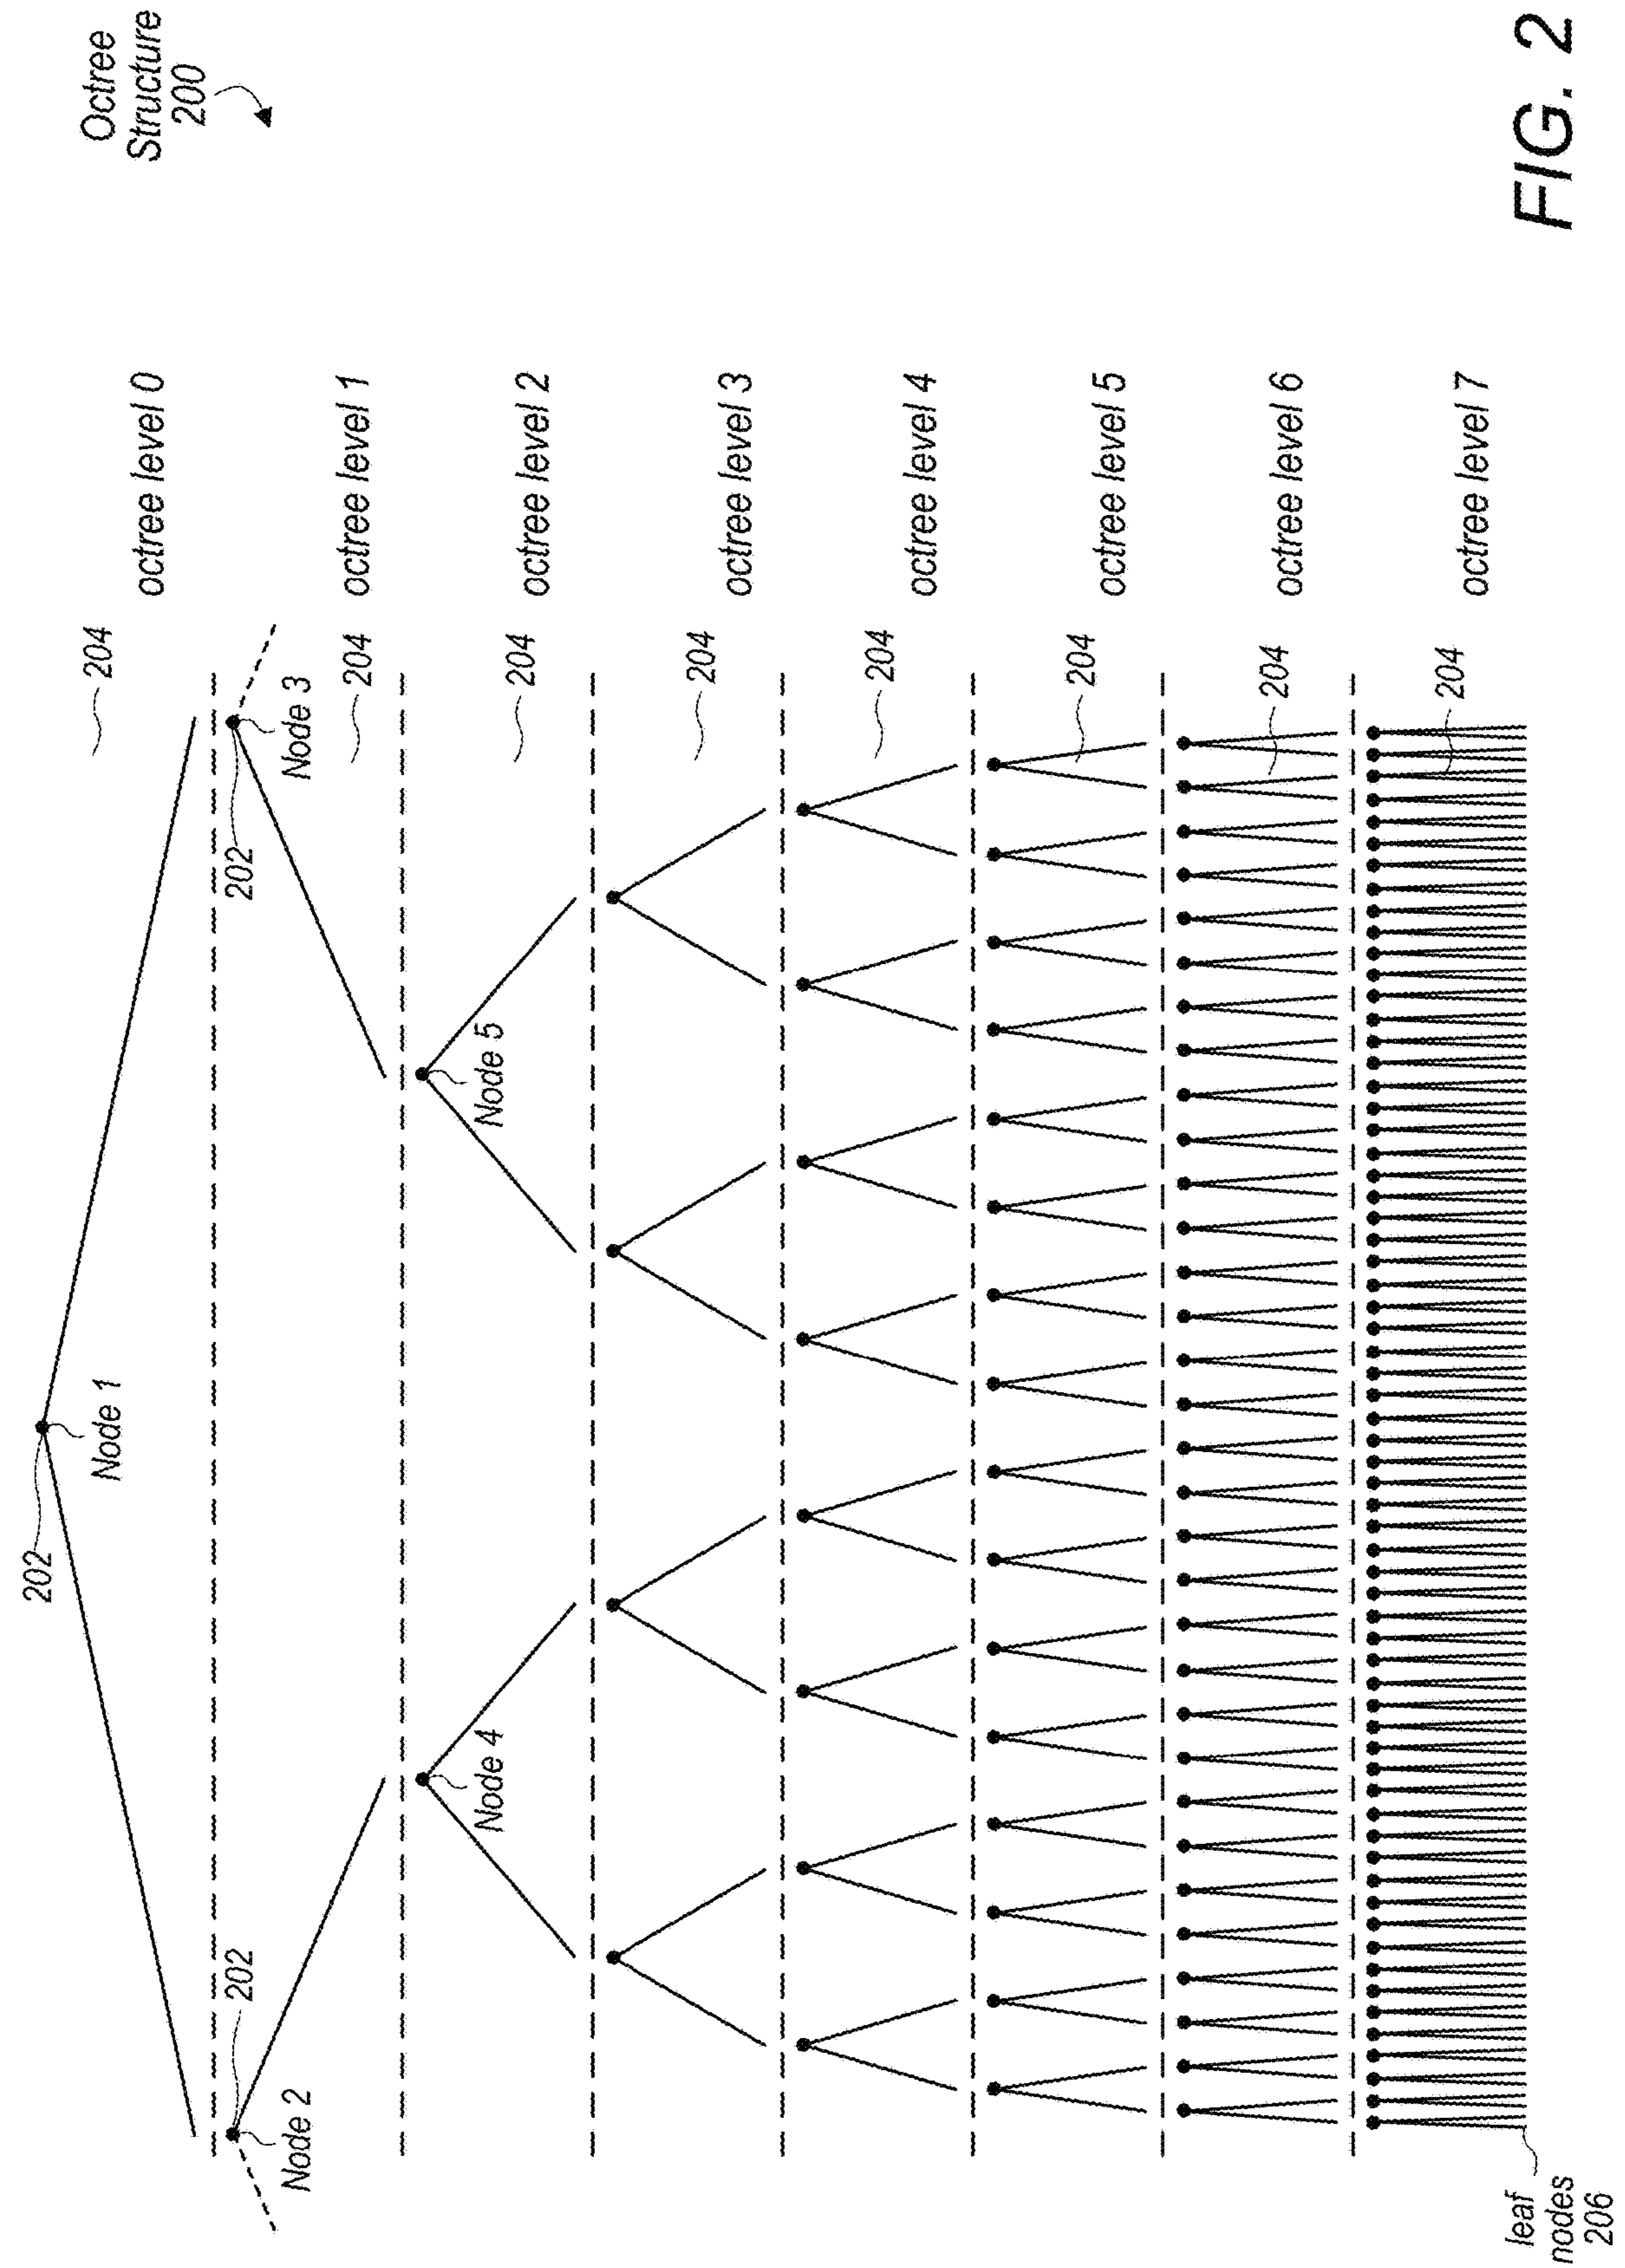 Octree
Structure
200
octree level 0
octree level 1
octree level 2
octree level 3
octree level 4
octree level 5
octree level 6
octree level 7
204
204
204
204
204
204
204
204
202
Node 1
202
Node 2
202
Node 3
Node 4
Node 5
leaf
nodes
206
FIG. 2